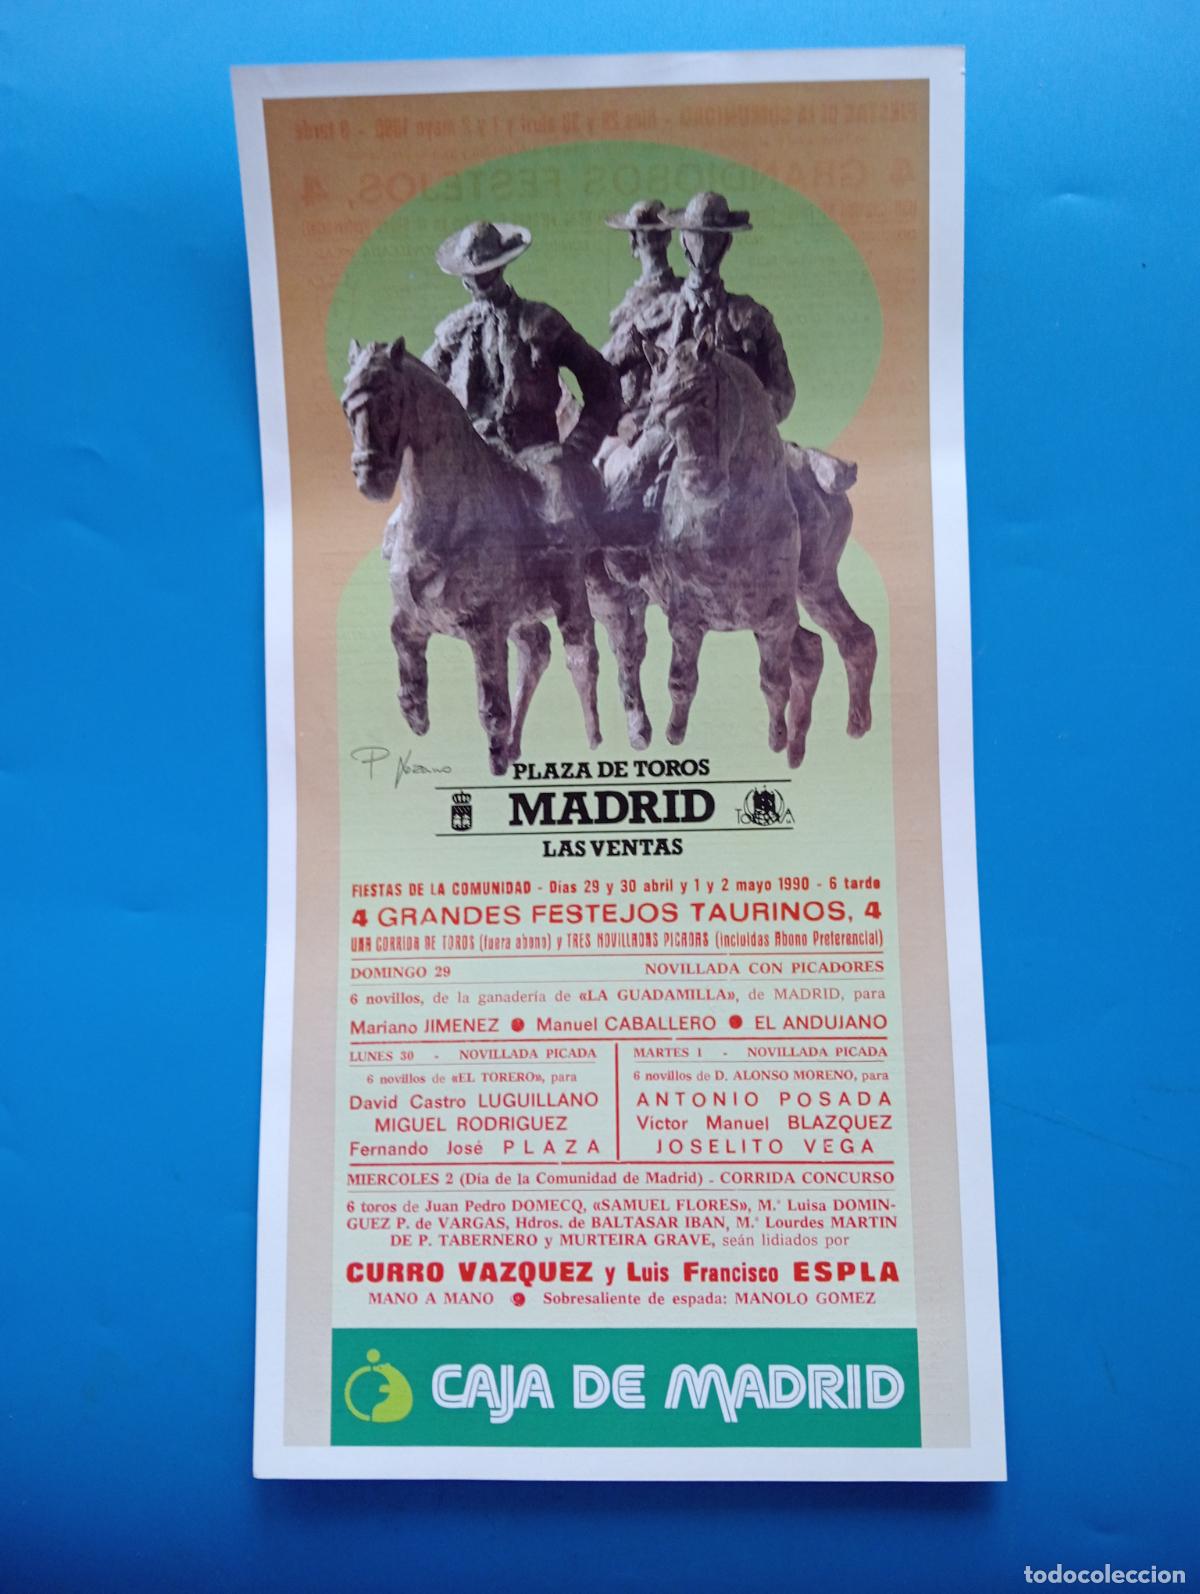 P Lozano
PLAZA DE TOROS
MADRID
LAS VENTAS
FIESTAS DE LA COMUNIDAD - Días 29 y 30 abril y 1 y 2 mayo 1990 - 6 tarde
4 GRANDES FESTEJOS TAURINOS, 4
UNA CORRIDA DE TOROS (fuera abono) y TRES NOVILLADAS PICADAS (incluidas Abono Preferencial)
DOMINGO 29 NOVILLADA CON PICADORES
6 novillos, de la ganadería de «LA GUADAMILLA», de MADRID, para
Mariano JIMENEZ ● Manuel CABALLERO ● EL ANDUJANO
LUNES 30 - NOVILLADA PICADA
6 novillos de «EL TORERO», para
David Castro LUGUILLANO
MIGUEL RODRIGUEZ
Fernando José PLAZA
MARTES 1 - NOVILLADA PICADA
6 novillos de D. ALONSO MORENO, para
ANTONIO POSADA
Víctor Manuel BLAZQUEZ
JOSELITO VEGA
MIERCOLES 2 (Día de la Comunidad de Madrid) - CORRIDA CONCURSO
6 toros de Juan Pedro DOMECQ, «SAMUEL FLORES», M.ª Luisa DOMIN-
GUEZ P. de VARGAS, Hdros. de BALTASAR IBAN, M.ª Lourdes MARTIN
DE P. TABERNERO y MURTEIRA GRAVE, seán lidiados por
CURRO VAZQUEZ y Luis Francisco ESPLA
MANO A MANO ● Sobresaliente de espada: MANOLO GOMEZ
CAJA DE MADRID
todocoleccion